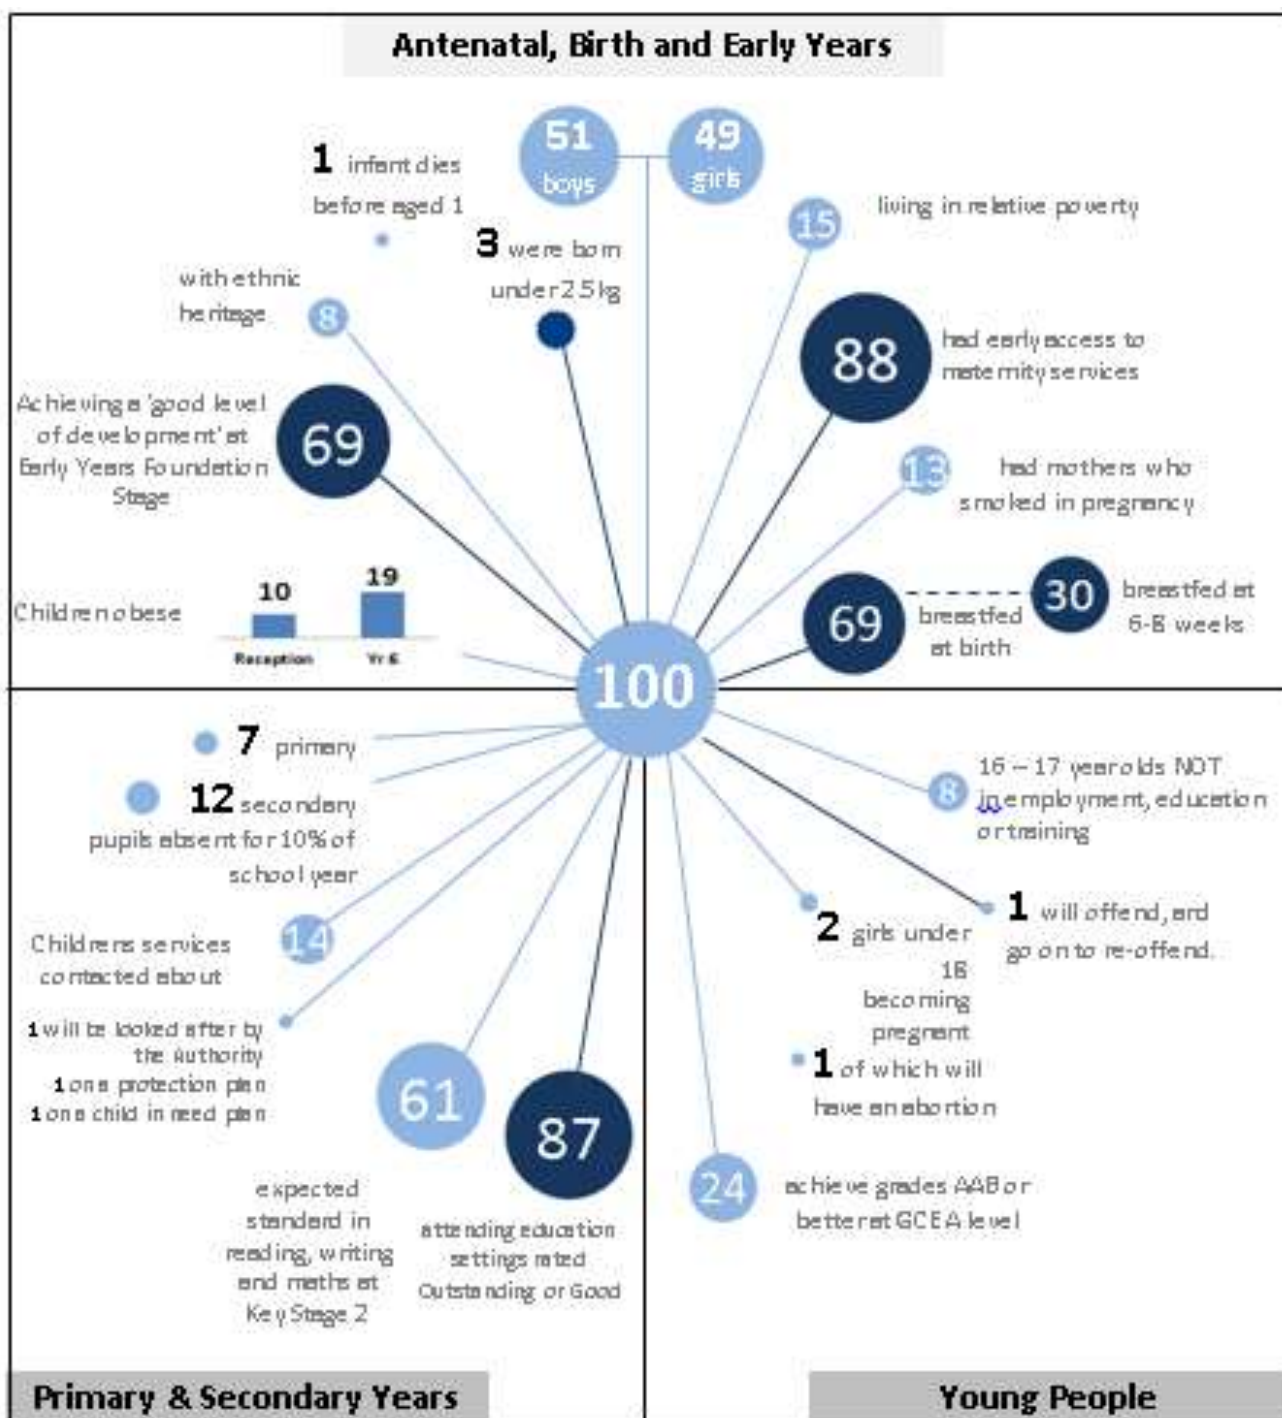 Antenatal, Birth and Early Years
51
boys
49
girls
1 infant dies
before aged 1
3 were born
under 2.5kg
15
living in relative poverty
with ethnic
heritage
8
88
had early access to
maternity services
Achieving a 'good level
of development' at
Early Years Foundation
Stage
69
13
had mothers who
smoked in pregnancy
Children obese
10
19
Reception
Yr 6
69
breastfed
at birth
30
breastfed at
6-8 weeks
100
7 primary
12 secondary
pupils absent for 10% of
school year
14
Childrens services
contacted about
1 will be looked after by
the Authority
1 on a protection plan
1 on a child in need plan
61
expected
standard in
reading, writing
and maths at
Key Stage 2
87
attending education
settings rated
Outstanding or Good
8
16 – 17 year olds NOT
in employment, education
or training
1 will offend, and
go on to re-offend.
2 girls under
18
becoming
pregnant
1 of which will
have an abortion
24
achieve grades AAB or
better at GCE A level
Primary & Secondary Years
Young People